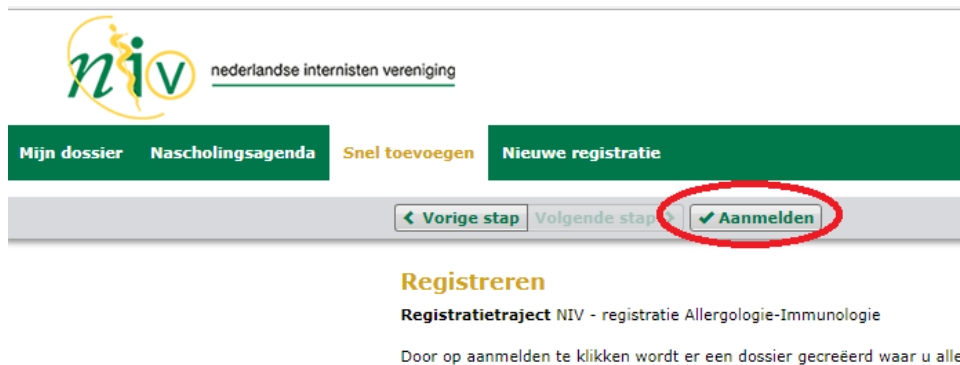 niv nederlandse internisten vereniging
Mijn dossier Nascholingsagenda Snel toevoegen Nieuwe registratie
Vorige stap Volgende stap Aanmelden
Registreren
Registratietraject NIV - registratie Allergologie-Immunologie
Door op aanmelden te klikken wordt er een dossier gecreëerd waar u alle